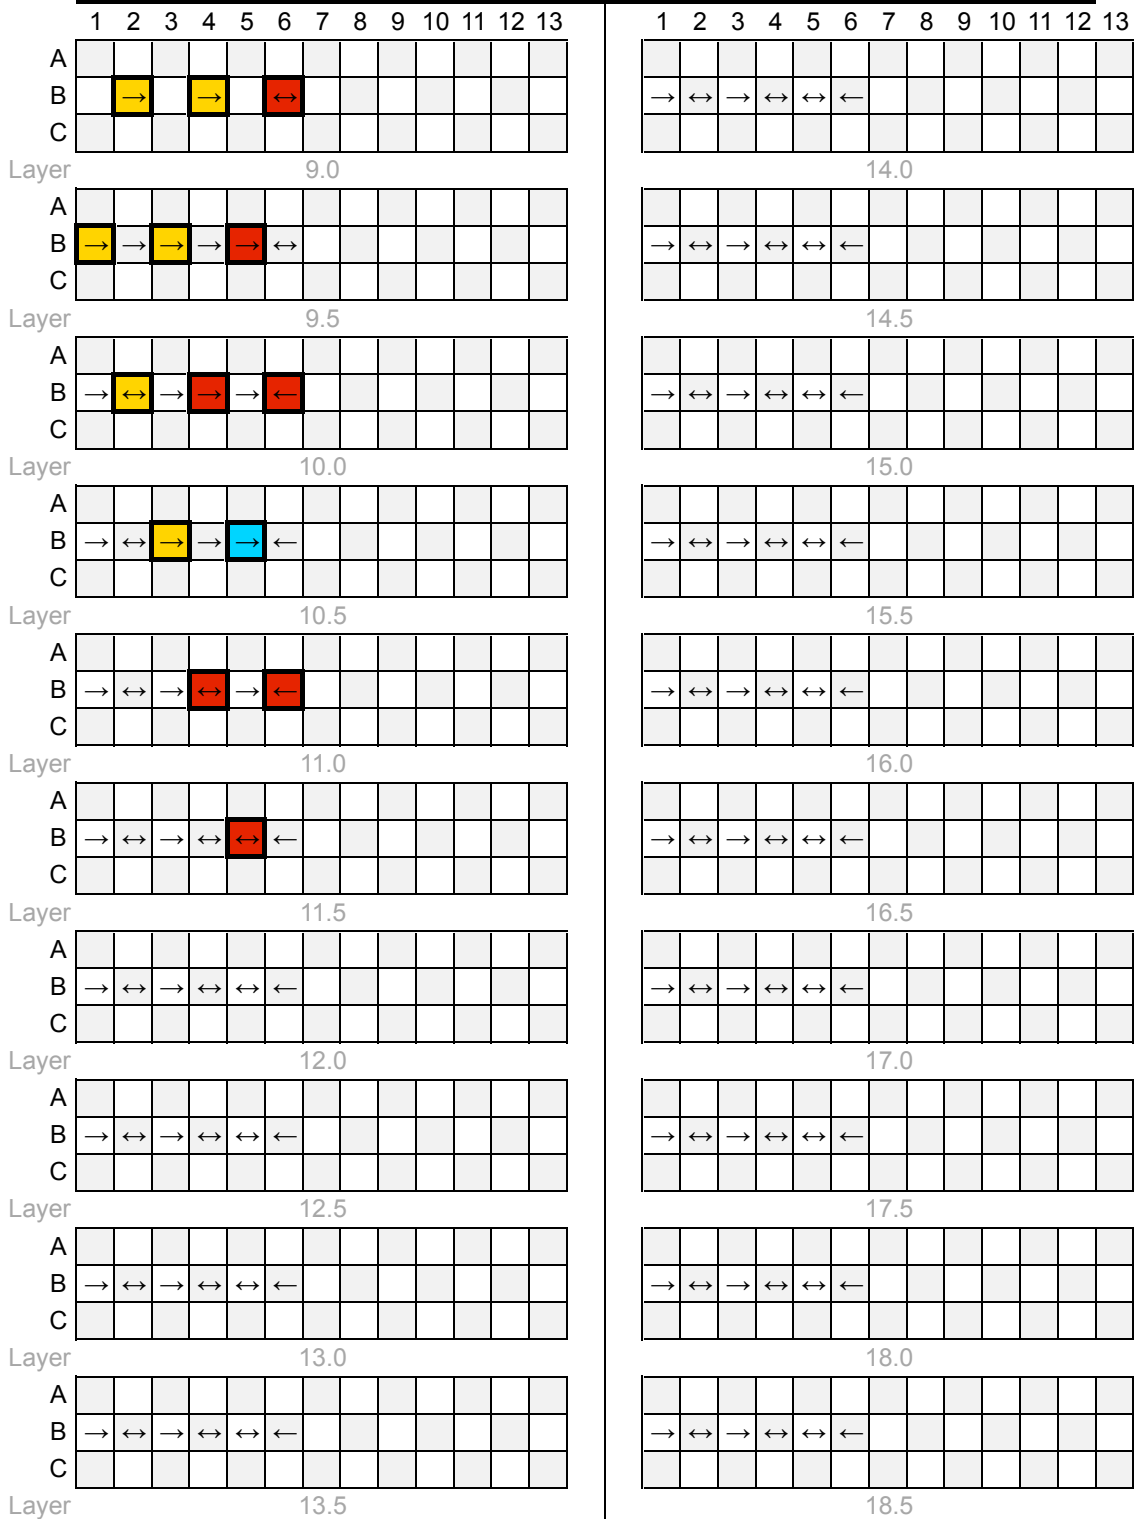 1 2 3 4 5 6 7 8 9 10 11 12 13 1 2 3 4 5 6 7 8 9 10 11 12 13
A
B → → ↔ → ↔ → ↔ ↔ ←
C
Layer 9.0 14.0
A
B → → → → → ↔ → ↔ → ↔ ↔ ←
C
Layer 9.5 14.5
A
B → ↔ → → → ← → ↔ → ↔ ↔ ←
C
Layer 10.0 15.0
A
B → ↔ → → → ← → ↔ → ↔ ↔ ←
C
Layer 10.5 15.5
A
B → ↔ → ↔ → ← → ↔ → ↔ ↔ ←
C
Layer 11.0 16.0
A
B → ↔ → ↔ ↔ ← → ↔ → ↔ ↔ ←
C
Layer 11.5 16.5
A
B → ↔ → ↔ ↔ ← → ↔ → ↔ ↔ ←
C
Layer 12.0 17.0
A
B → ↔ → ↔ ↔ ← → ↔ → ↔ ↔ ←
C
Layer 12.5 17.5
A
B → ↔ → ↔ ↔ ← → ↔ → ↔ ↔ ←
C
Layer 13.0 18.0
A
B → ↔ → ↔ ↔ ← → ↔ → ↔ ↔ ←
C
Layer 13.5 18.5